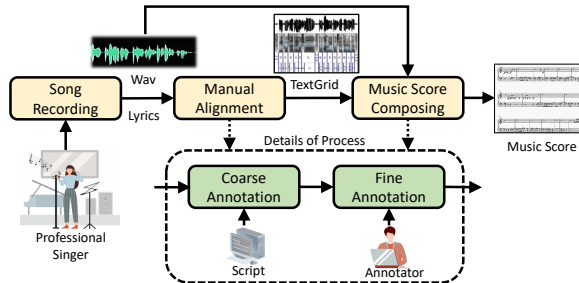 Wav
Lyrics
TextGrid
Song
Recording
Manual
Alignment
Music Score
Composing
Music Score
Details of Process
Coarse
Annotation
Fine
Annotation
Professional
Singer
Script
Annotator